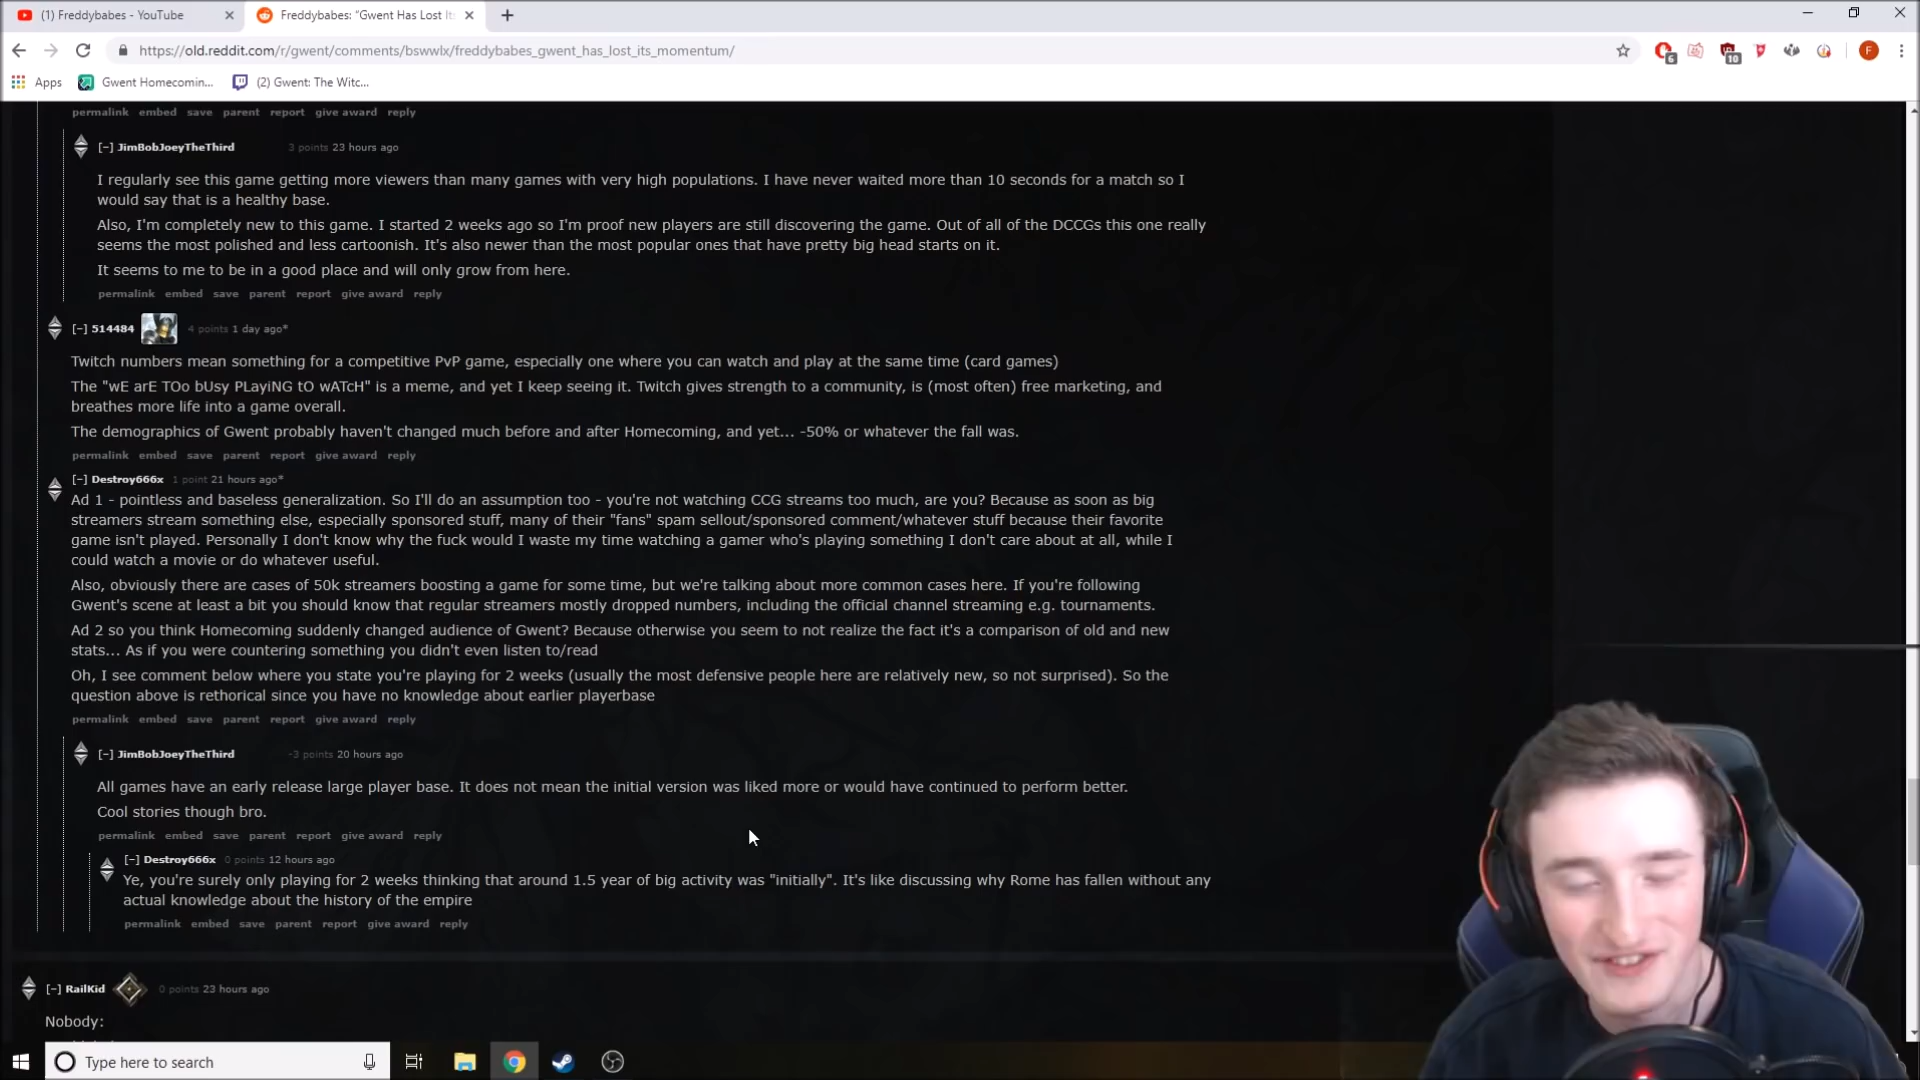 (1) Freddybabes - YouTube
Freddybabes: "Gwent Has Lost It
https://old.reddit.com/r/gwent/comments/bswwlx/freddybabes_gwent_has_lost_its_momentum/
6
10
F
Apps Gwent Homecomin... (2) Gwent: The Witc...
permalink embed save parent report give award reply
[–] JimBobJoeyTheThird 3 points 23 hours ago
I regularly see this game getting more viewers than many games with very high populations. I have never waited more than 10 seconds for a match so I
would say that is a healthy base.
Also, I'm completely new to this game. I started 2 weeks ago so I'm proof new players are still discovering the game. Out of all of the DCCGs this one really
seems the most polished and less cartoonish. It's also newer than the most popular ones that have pretty big head starts on it.
It seems to me to be in a good place and will only grow from here.
permalink embed save parent report give award reply
[–] 514484 4 points 1 day ago*
Twitch numbers mean something for a competitive PvP game, especially one where you can watch and play at the same time (card games)
The "wE arE TOo bUsy PLayiNG tO wATcH" is a meme, and yet I keep seeing it. Twitch gives strength to a community, is (most often) free marketing, and
breathes more life into a game overall.
The demographics of Gwent probably haven't changed much before and after Homecoming, and yet... -50% or whatever the fall was.
permalink embed save parent report give award reply
[–] Destroy666x 1 point 21 hours ago*
Ad 1 - pointless and baseless generalization. So I'll do an assumption too - you're not watching CCG streams too much, are you? Because as soon as big
streamers stream something else, especially sponsored stuff, many of their "fans" spam sellout/sponsored comment/whatever stuff because their favorite
game isn't played. Personally I don't know why the fuck would I waste my time watching a gamer who's playing something I don't care about at all, while I
could watch a movie or do whatever useful.
Also, obviously there are cases of 50k streamers boosting a game for some time, but we're talking about more common cases here. If you're following
Gwent's scene at least a bit you should know that regular streamers mostly dropped numbers, including the official channel streaming e.g. tournaments.
Ad 2 so you think Homecoming suddenly changed audience of Gwent? Because otherwise you seem to not realize the fact it's a comparison of old and new
stats... As if you were countering something you didn't even listen to/read
Oh, I see comment below where you state you're playing for 2 weeks (usually the most defensive people here are relatively new, so not surprised). So the
question above is rethorical since you have no knowledge about earlier playerbase
permalink embed save parent report give award reply
[–] JimBobJoeyTheThird -3 points 20 hours ago
All games have an early release large player base. It does not mean the initial version was liked more or would have continued to perform better.
Cool stories though bro.
permalink embed save parent report give award reply
[–] Destroy666x 0 points 12 hours ago
Ye, you're surely only playing for 2 weeks thinking that around 1.5 year of big activity was "initially". It's like discussing why Rome has fallen without any
actual knowledge about the history of the empire
permalink embed save parent report give award reply
[–] RailKid 0 points 23 hours ago
Nobody:
Type here to search